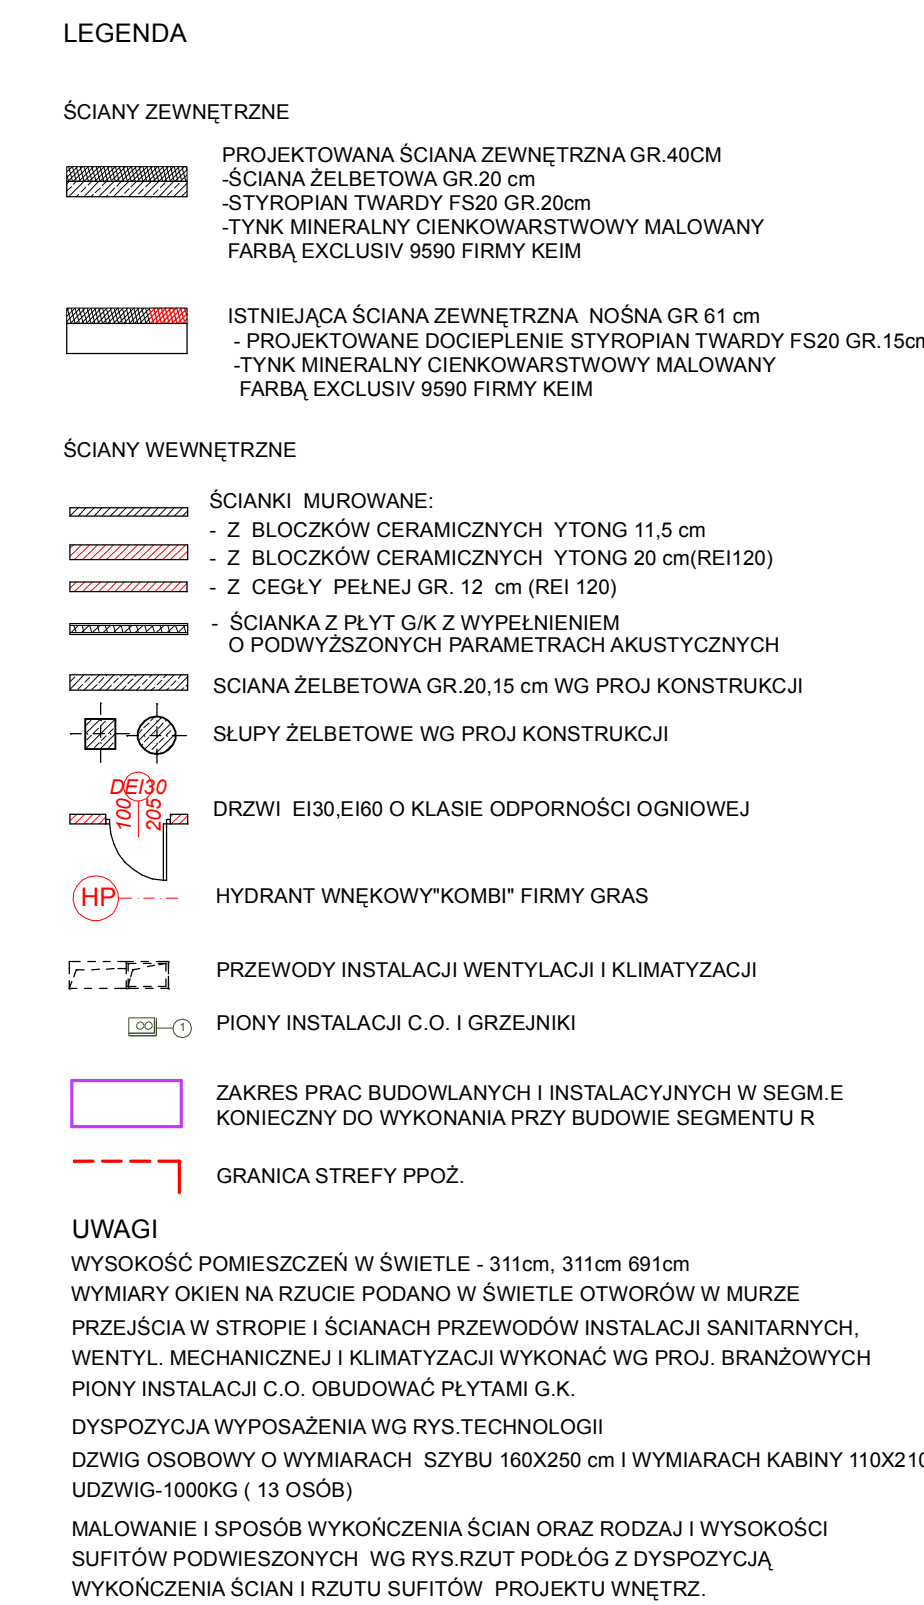 LEGENDA
ŚCIANY ZEWNĘTRZNE
PROJEKTOWANA ŚCIANA ZEWNĘTRZNA GR.40CM
-ŚCIANA ŻELBETOWA GR.20 cm
-STYROPIAN TWARDY FS20 GR.20cm
-TYNK MINERALNY CIENKOWARSTWOWY MALOWANY
FARBĄ EXCLUSIV 9590 FIRMY KEIM
ISTNIEJĄCA ŚCIANA ZEWNĘTRZNA NOŚNA GR 61 cm
- PROJEKTOWANE DOCIEPLENIE STYROPIAN TWARDY FS20 GR.15cm
-TYNK MINERALNY CIENKOWARSTWOWY MALOWANY
FARBĄ EXCLUSIV 9590 FIRMY KEIM
ŚCIANY WEWNĘTRZNE
ŚCIANKI MUROWANE:
- Z BLOCZKÓW CERAMICZNYCH YTONG 11,5 cm
- Z BLOCZKÓW CERAMICZNYCH YTONG 20 cm(REI120)
- Z CEGŁY PEŁNEJ GR. 12 cm (REI 120)
- ŚCIANKA Z PŁYT G/K Z WYPEŁNIENIEM
O PODWYŻSZONYCH PARAMETRACH AKUSTYCZNYCH
SCIANA ŻELBETOWA GR.20,15 cm WG PROJ KONSTRUKCJI
SŁUPY ŻELBETOWE WG PROJ KONSTRUKCJI
DEI30
100
205
DRZWI EI30,EI60 O KLASIE ODPORNOŚCI OGNIOWEJ
HP
HYDRANT WNĘKOWY"KOMBI" FIRMY GRAS
PRZEWODY INSTALACJI WENTYLACJI I KLIMATYZACJI
1
PIONY INSTALACJI C.O. I GRZEJNIKI
ZAKRES PRAC BUDOWLANYCH I INSTALACYJNYCH W SEGM.E
KONIECZNY DO WYKONANIA PRZY BUDOWIE SEGMENTU R
GRANICA STREFY PPOŻ.
UWAGI
WYSOKOŚĆ POMIESZCZEŃ W ŚWIETLE - 311cm, 311cm 691cm
WYMIARY OKIEN NA RZUCIE PODANO W ŚWIETLE OTWORÓW W MURZE
PRZEJŚCIA W STROPIE I ŚCIANACH PRZEWODÓW INSTALACJI SANITARNYCH,
WENTYL. MECHANICZNEJ I KLIMATYZACJI WYKONAĆ WG PROJ. BRANŻOWYCH
PIONY INSTALACJI C.O. OBUDOWAĆ PŁYTAMI G.K.
DYSPOZYCJA WYPOSAŻENIA WG RYS.TECHNOLOGII
DZWIG OSOBOWY O WYMIARACH SZYBU 160X250 cm I WYMIARACH KABINY 110X210
UDZWIG-1000KG ( 13 OSÓB)
MALOWANIE I SPOSÓB WYKOŃCZENIA ŚCIAN ORAZ RODZAJ I WYSOKOŚCI
SUFITÓW PODWIESZONYCH WG RYS.RZUT PODŁÓG Z DYSPOZYCJĄ
WYKOŃCZENIA ŚCIAN I RZUTU SUFITÓW PROJEKTU WNĘTRZ.